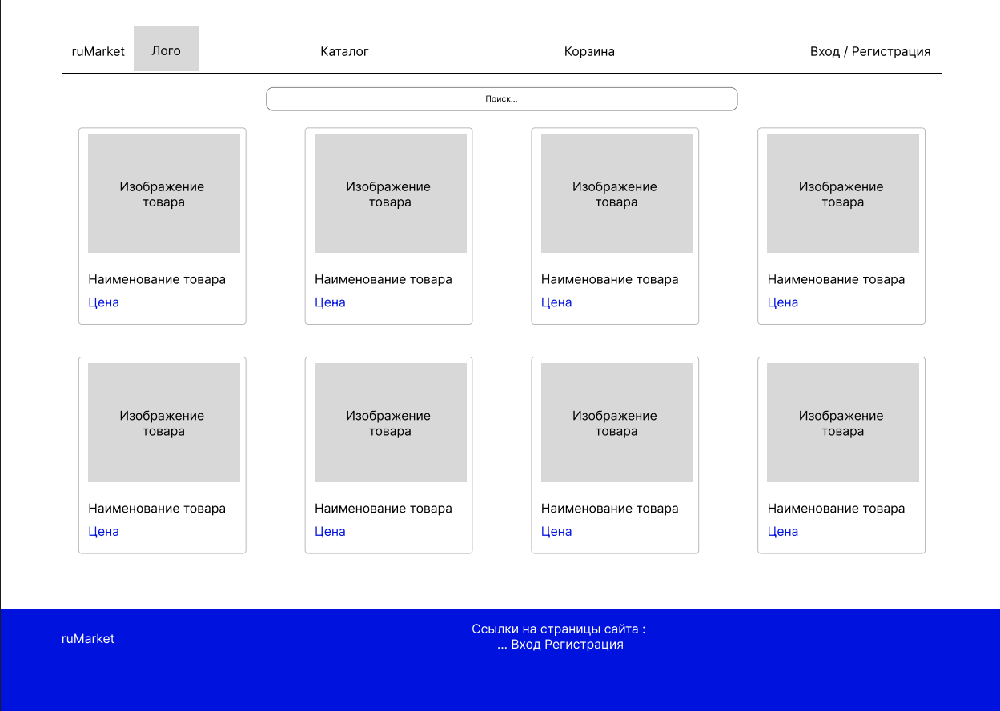 ruMarket Лого Каталог Корзина Вход / Регистрация
Поиск...
Изображение
товара
Наименование товара
Цена
Изображение
товара
Наименование товара
Цена
Изображение
товара
Наименование товара
Цена
Изображение
товара
Наименование товара
Цена
Изображение
товара
Наименование товара
Цена
Изображение
товара
Наименование товара
Цена
Изображение
товара
Наименование товара
Цена
Изображение
товара
Наименование товара
Цена
ruMarket
Ссылки на страницы сайта :
... Вход Регистрация